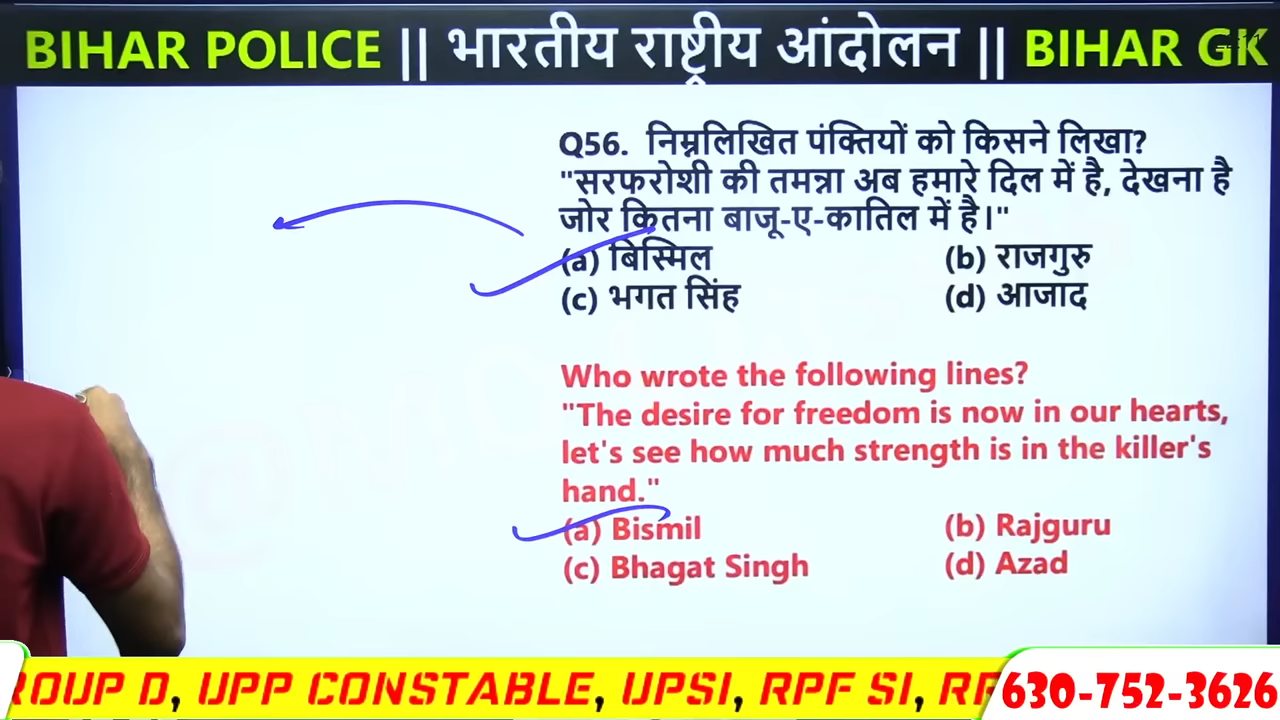 BIHAR POLICE || भारतीय राष्ट्रीय आंदोलन || BIHAR GK
Q56. निम्नलिखित पंक्तियों को किसने लिखा?
"सरफरोशी की तमन्ना अब हमारे दिल में है, देखना है
जोर कितना बाजू-ए-कातिल में है।"
(a) बिस्मिल (b) राजगुरु
(c) भगत सिंह (d) आजाद
Who wrote the following lines?
"The desire for freedom is now in our hearts,
let's see how much strength is in the killer's
hand."
(a) Bismil (b) Rajguru
(c) Bhagat Singh (d) Azad
ROUP D, UPP CONSTABLE, UPSI, RPF SI, 630-752-3626